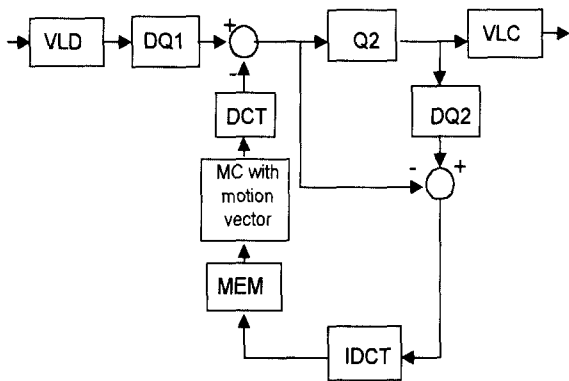 VLD
DQ1
+
-
Q2
VLC
DCT
DQ2
MC with
motion
vector
-
+
MEM
IDCT